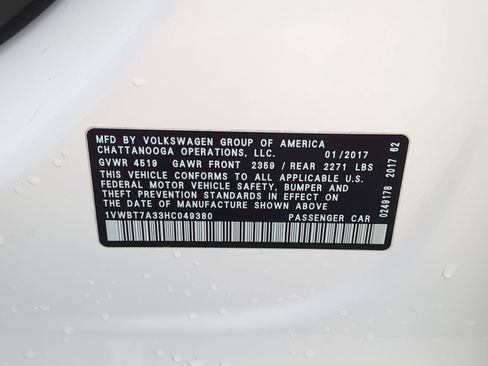 MFD BY VOLKSWAGEN GROUP OF AMERICA
CHATTANOOGA OPERATIONS, LLC. 01/2017
GVWR 4519 GAWR FRONT 2359 / REAR 2271 LBS
THIS VEHICLE CONFORMS TO ALL APPLICABLE U.S.
FEDERAL MOTOR VEHICLE SAFETY, BUMPER AND
THEFT PREVENTION STANDARDS IN EFFECT ON
THE DATE OF MANUFACTURE SHOWN ABOVE.
1VWBT7A33HC049380 PASSENGER CAR
0249178 2017 62